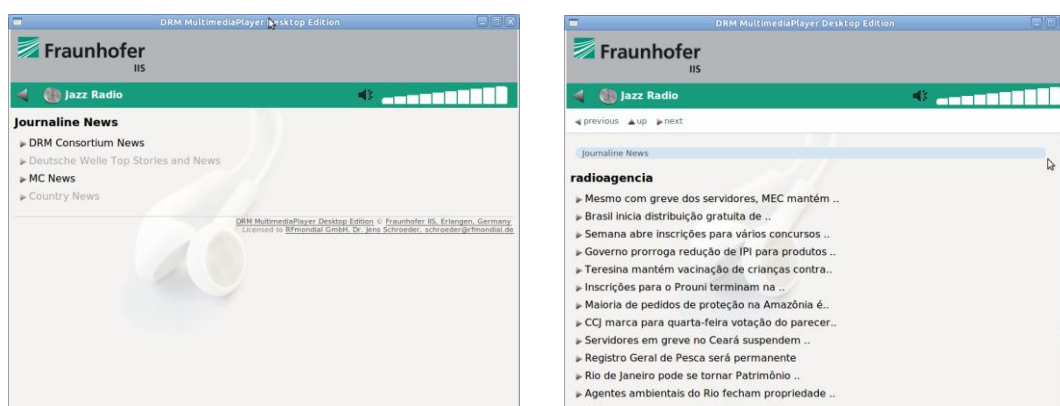 DRM MultimediaPlayer Desktop Edition
Fraunhofer
IIS
Jazz Radio
Journaline News
DRM Consortium News
Deutsche Welle Top Stories and News
MC News
Country News
DRM MultimediaPlayer Desktop Edition © Fraunhofer IIS, Erlangen, Germany
Licensed to RFmondial GmbH, Dr. Jens Schroeder, schroeder@rfmondial.de
DRM MultimediaPlayer Desktop Edition
Fraunhofer
IIS
Jazz Radio
previous up next
Journaline News
radioagencia
Mesmo com greve dos servidores, MEC mantém ..
Brasil inicia distribuição gratuita de ..
Semana abre inscrições para vários concursos ..
Governo prorroga redução de IPI para produtos ..
Teresina mantém vacinação de crianças contra..
Inscrições para o Prouni terminam na ..
Maioria de pedidos de proteção na Amazônia é..
CCJ marca para quarta-feira votação do parecer..
Servidores em greve no Ceará suspendem ..
Registro Geral de Pesca será permanente
Rio de Janeiro pode se tornar Patrimônio ..
Agentes ambientais do Rio fecham propriedade ..